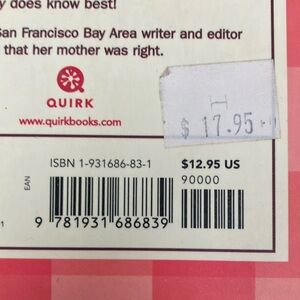 y does know best!
San Francisco Bay Area writer and editor
that her mother was right.
QUIRK
www.quirkbooks.com
$ 17.95
ISBN 1-931686-83-1
$12.95 US
90000
EAN
9 781931 686839